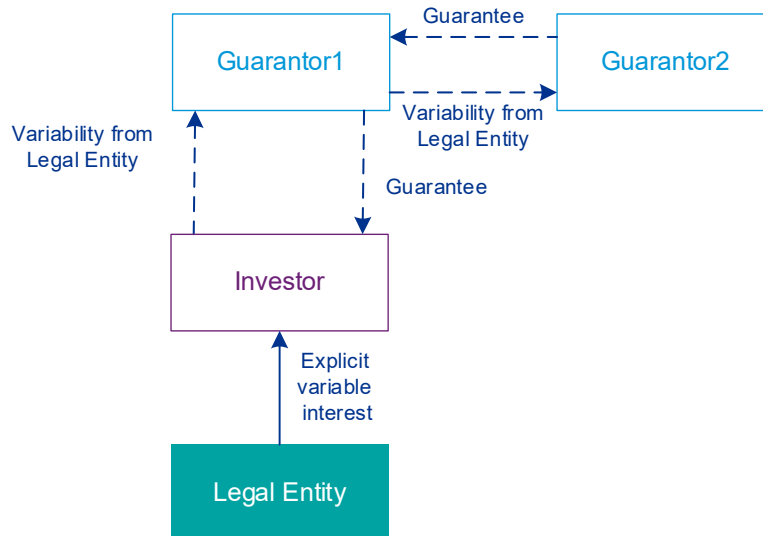 Guarantee
Guarantor1
Guarantor2
Variability from
Legal Entity
Variability from
Legal Entity
Guarantee
Investor
Explicit
variable
interest
Legal Entity